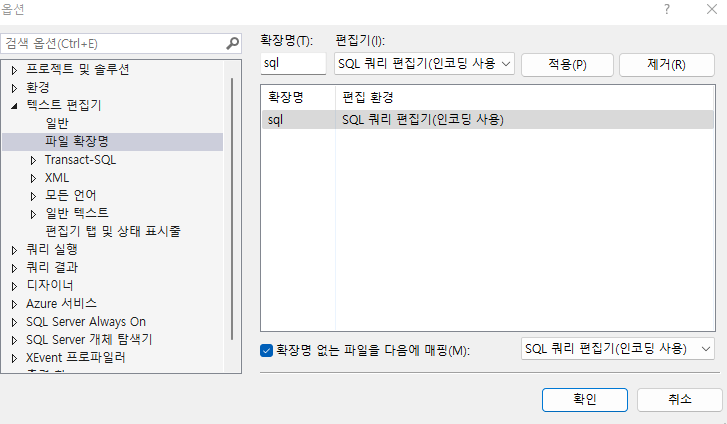 옵션
? ×
검색 옵션(Ctrl+E)
프로젝트 및 솔루션
환경
텍스트 편집기
일반
파일 확장명
Transact-SQL
XML
모든 언어
일반 텍스트
편집기 탭 및 상태 표시줄
쿼리 실행
쿼리 결과
디자이너
Azure 서비스
SQL Server Always On
SQL Server 개체 탐색기
XEvent 프로파일러
확장명(T): 편집기(I):
sql SQL 쿼리 편집기(인코딩 사용 적용(P) 제거(R)
확장명 편집 환경
sql SQL 쿼리 편집기(인코딩 사용)
확장명 없는 파일을 다음에 매핑(M): SQL 쿼리 편집기(인코딩 사용)
확인 취소